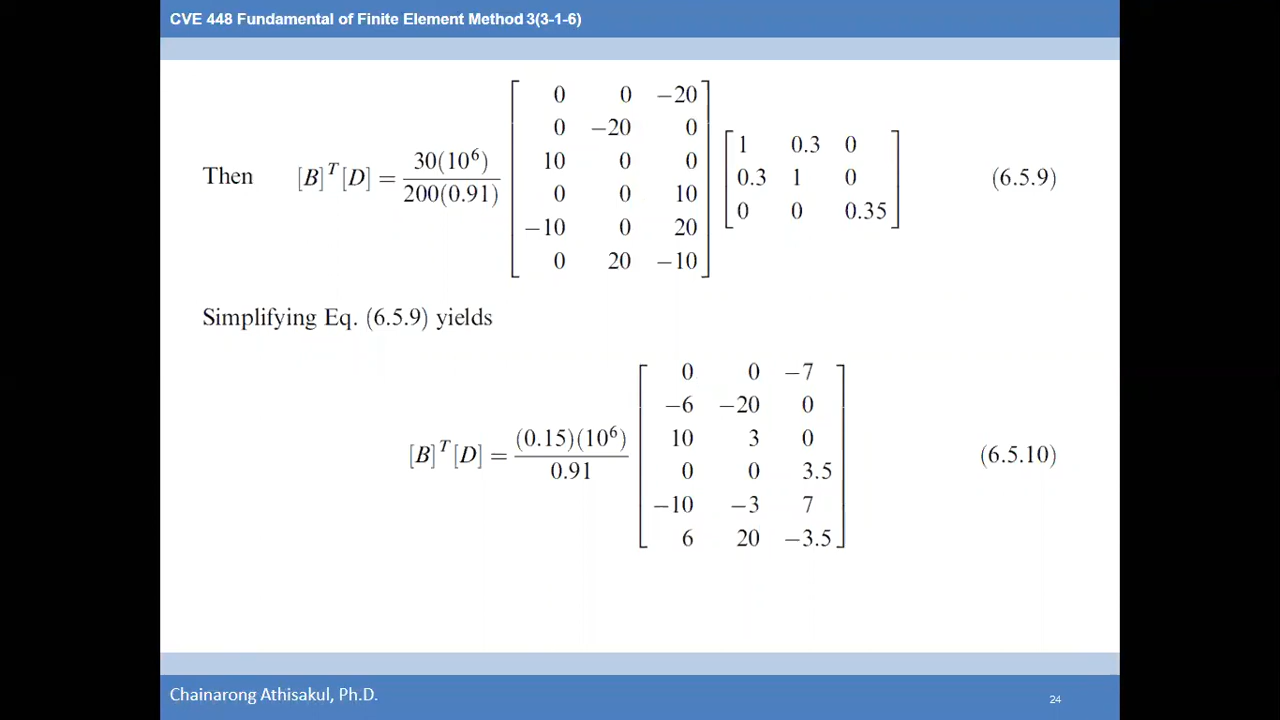 CVE 448 Fundamental of Finite Element Method 3(3-1-6)
Then [B]^T[D] = 30(10^6) / 200(0.91) [ 0 0 −20 ; 0 −20 0 ; 10 0 0 ; 0 0 10 ; −10 0 20 ; 0 20 −10 ] [ 1 0.3 0 ; 0.3 1 0 ; 0 0 0.35 ] (6.5.9)
Simplifying Eq. (6.5.9) yields
[B]^T[D] = (0.15)(10^6) / 0.91 [ 0 0 −7 ; −6 −20 0 ; 10 3 0 ; 0 0 3.5 ; −10 −3 7 ; 6 20 −3.5 ] (6.5.10)
Chainarong Athisakul, Ph.D.
24